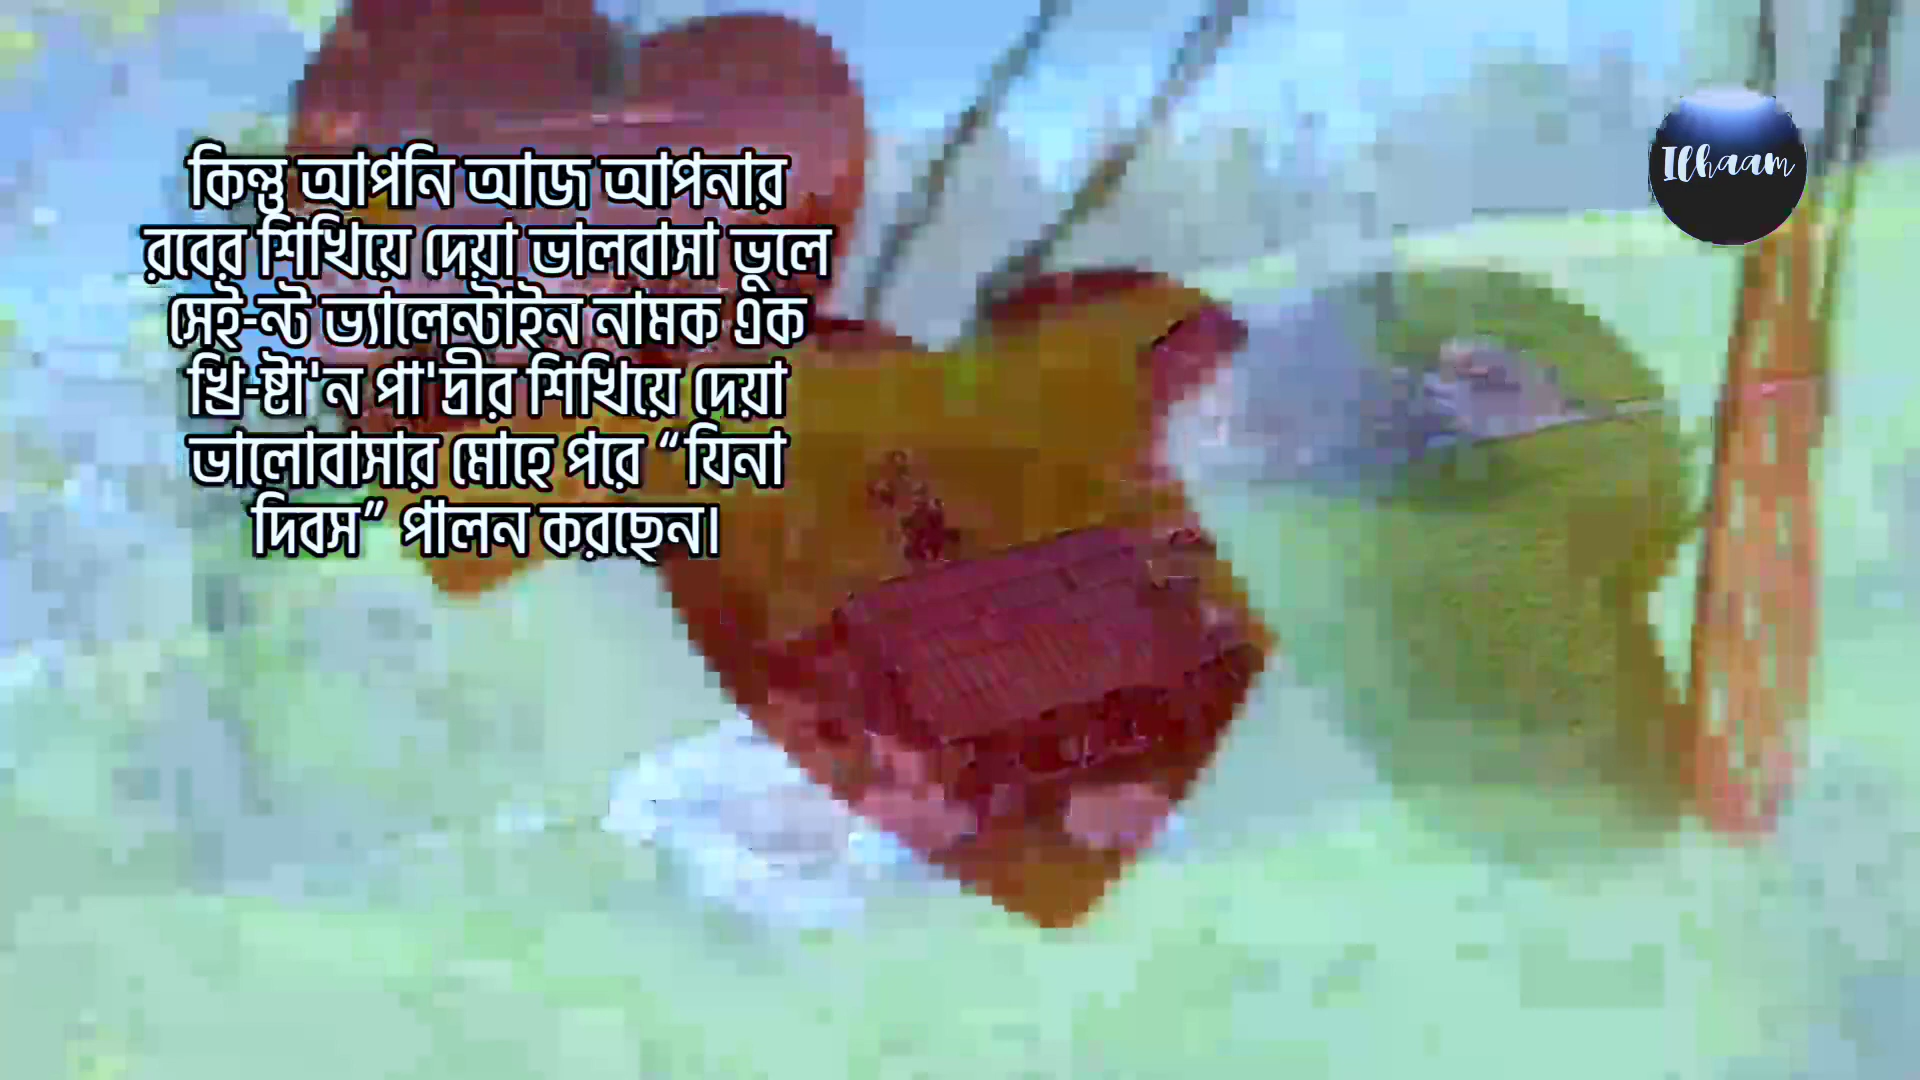 কিন্তু আপনি আজ আপনার
রবের শিখিয়ে দেয়া ভালবাসা ভুলে
সেই-ন্ট ভ্যালেন্টাইন নামক এক
খ্রি-ষ্টা'ন পা'দ্রীর শিখিয়ে দেয়া
ভালোবাসার মোহে পরে “যিনা
দিবস” পালন করছেন।
Ilhaam